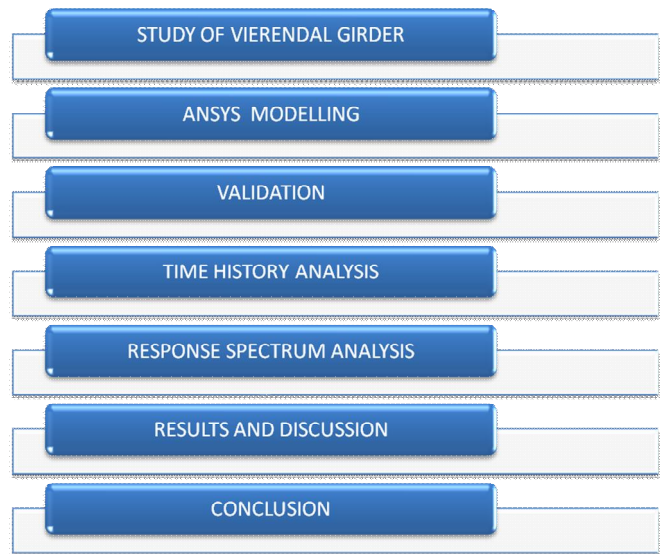 STUDY OF VIERENDAL GIRDER
ANSYS MODELLING
VALIDATION
TIME HISTORY ANALYSIS
RESPONSE SPECTRUM ANALYSIS
RESULTS AND DISCUSSION
CONCLUSION